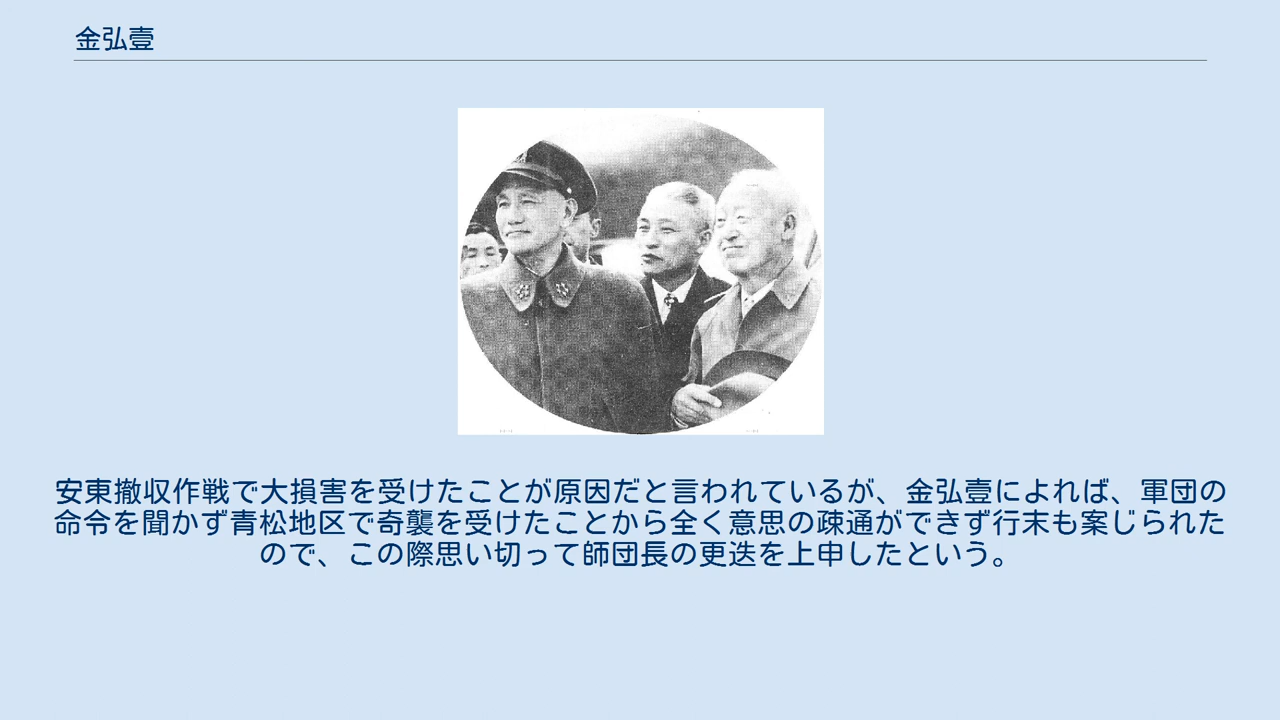 金弘壹
安東撤収作戦で大損害を受けたことが原因だと言われているが、金弘壹によれば、軍団の
命令を聞かず青松地区で奇襲を受けたことから全く意思の疎通ができず行末も案じられた
ので、この際思い切って師団長の更迭を上申したという。